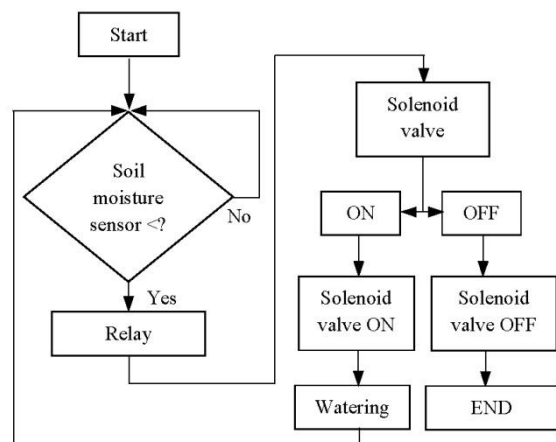 Start
Soil
moisture
sensor <?
No
Yes
Relay
Solenoid
valve
ON
OFF
Solenoid
valve ON
Solenoid
valve OFF
Watering
END